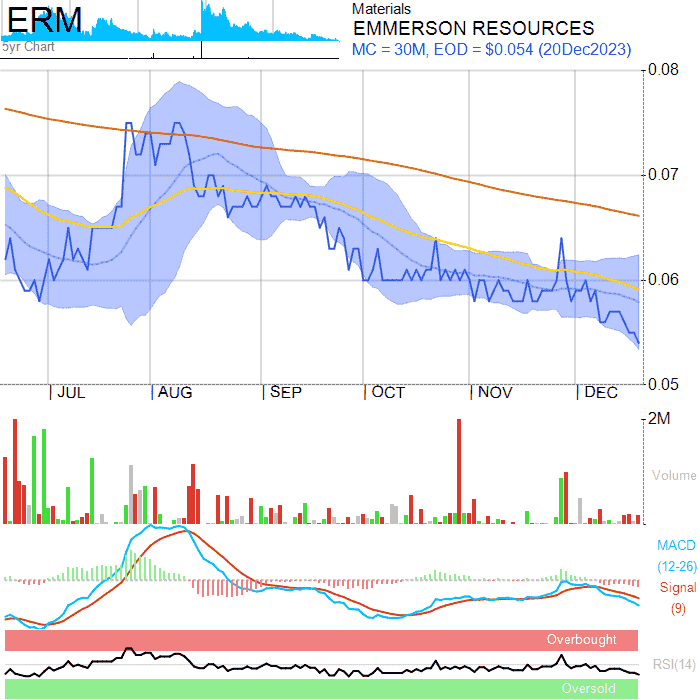 ERM
5yr Chart
Materials
EMMERSON RESOURCES
MC = 30M, EOD = $0.054 (20Dec2023)
0.08
0.07
0.06
0.05
JUL
AUG
SEP
OCT
NOV
DEC
2M
Volume
MACD
(12-26)
Signal
(9)
Overbought
RSI(14)
Oversold